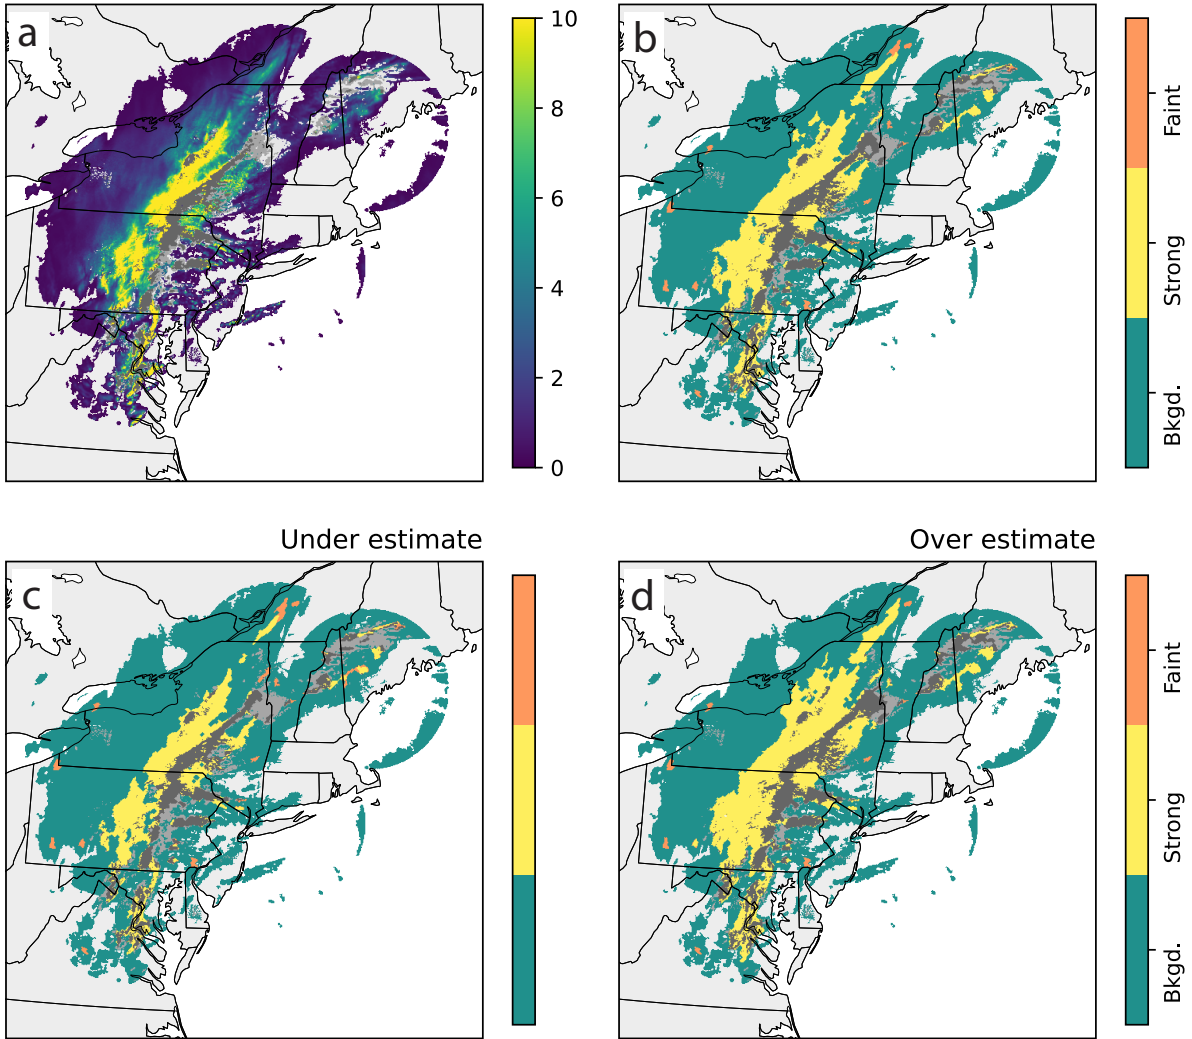 a
10
8
6
4
2
0
b
Faint
Strong
Bkgd.
Under estimate
c
Over estimate
d
Faint
Strong
Bkgd.